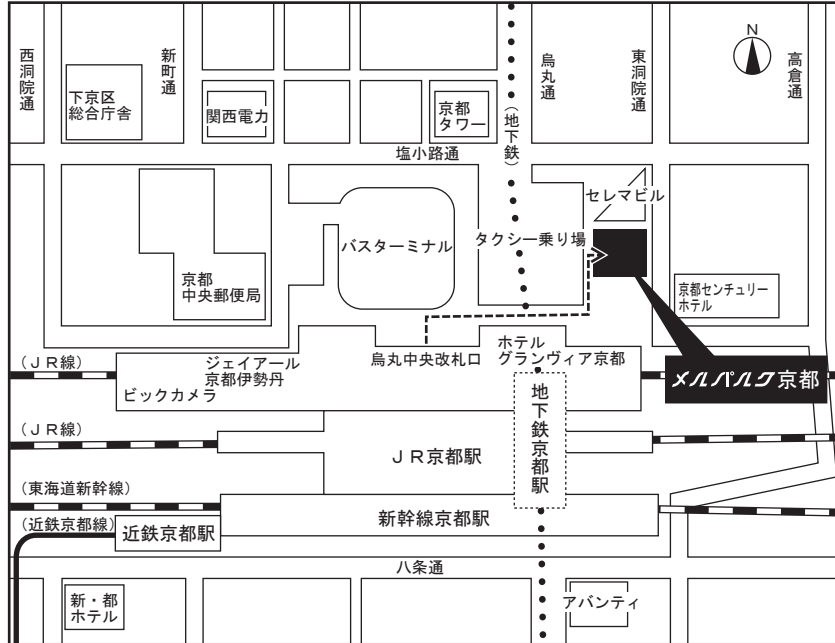 西洞院通
新町通
烏丸通
東洞院通
高倉通
N
下京区
総合庁舎
関西電力
京都
タワー
(地下鉄)
塩小路通
セレマビル
バスターミナル
タクシー乗り場
京都
中央郵便局
京都センチュリー
ホテル
(JR線)
ジェイアール
京都伊勢丹
烏丸中央改札口
ホテル
グランヴィア京都
メルパルク京都
ビックカメラ
地下鉄京都駅
(JR線)
JR京都駅
(東海道新幹線)
新幹線京都駅
(近鉄京都線)
近鉄京都駅
八条通
新・都
ホテル
アバンティ